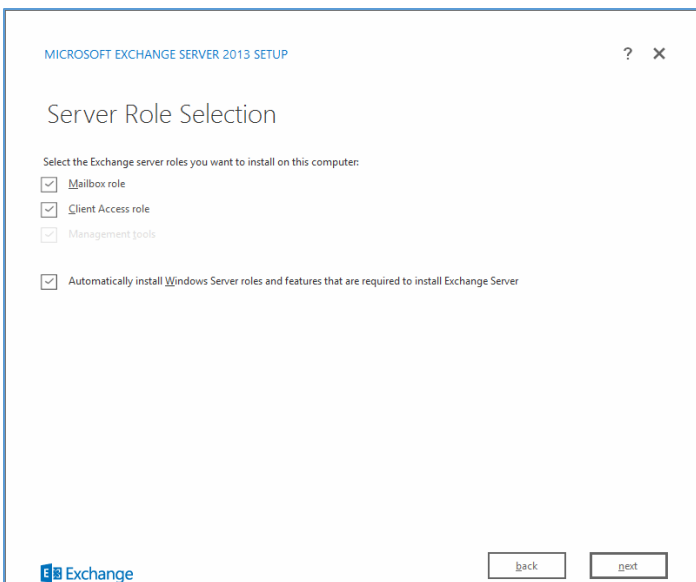 MICROSOFT EXCHANGE SERVER 2013 SETUP
? ✕
Server Role Selection
Select the Exchange server roles you want to install on this computer:
Mailbox role
Client Access role
Management tools
Automatically install Windows Server roles and features that are required to install Exchange Server
E Exchange
back next